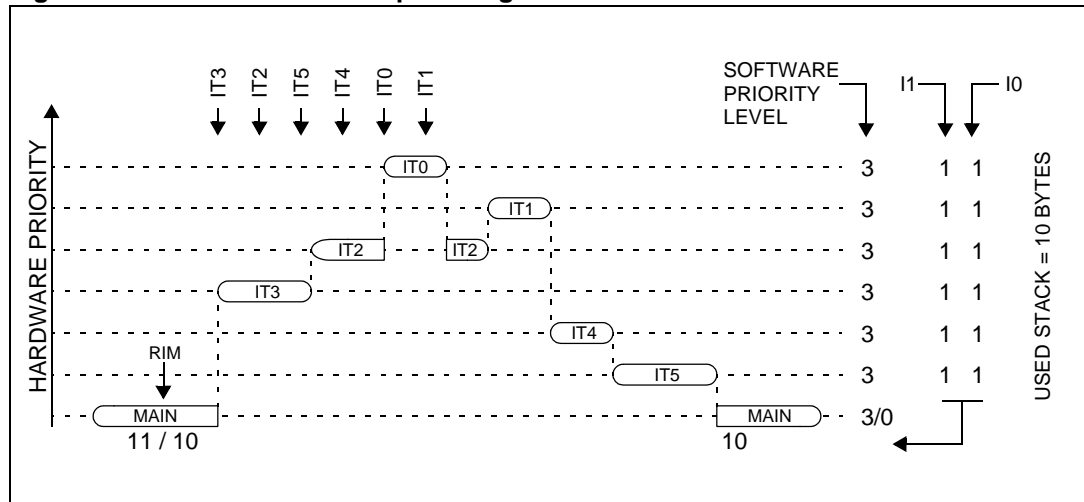 IT3
IT2
IT5
IT4
IT0
IT1
SOFTWARE
PRIORITY
LEVEL
I1
I0
HARDWARE PRIORITY
USED STACK = 10 BYTES
IT0
3 1 1
IT1
3 1 1
IT2
IT2
3 1 1
IT3
3 1 1
IT4
3 1 1
RIM
IT5
3 1 1
MAIN
MAIN
3/0
11 / 10
10